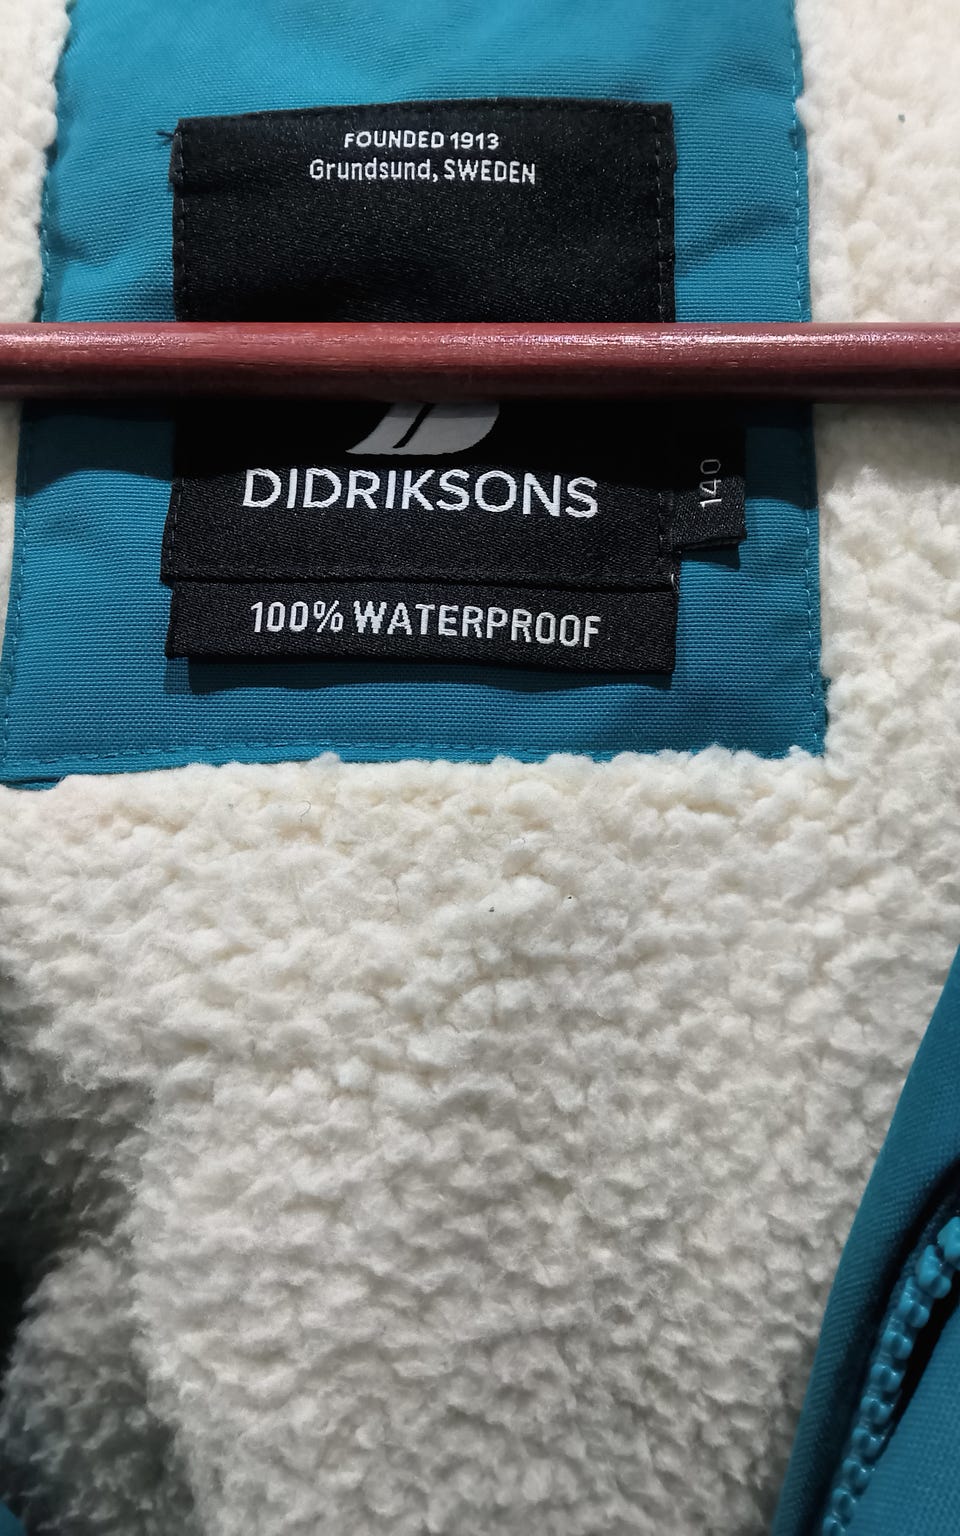 FOUNDED 1913
Grundsund, SWEDEN
DIDRIKSONS
140
100% WATERPROOF